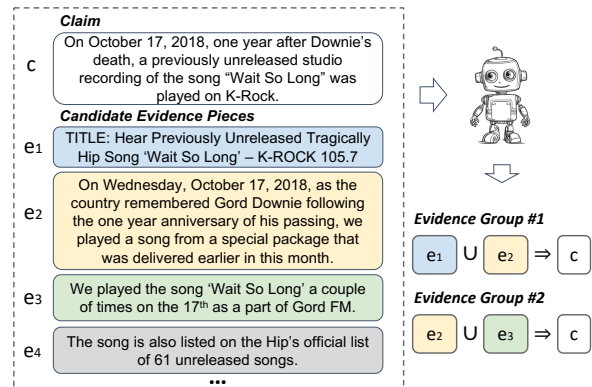 Claim
c
On October 17, 2018, one year after Downie's
death, a previously unreleased studio
recording of the song “Wait So Long” was
played on K-Rock.
Candidate Evidence Pieces
e1
TITLE: Hear Previously Unreleased Tragically
Hip Song ‘Wait So Long’ – K-ROCK 105.7
e2
On Wednesday, October 17, 2018, as the
country remembered Gord Downie following
the one year anniversary of his passing, we
played a song from a special package that
was delivered earlier in this month.
e3
We played the song ‘Wait So Long’ a couple
of times on the 17th as a part of Gord FM.
e4
The song is also listed on the Hip’s official list
of 61 unreleased songs.
•••
Evidence Group #1
e1 ∪ e2 ⇒ c
Evidence Group #2
e2 ∪ e3 ⇒ c